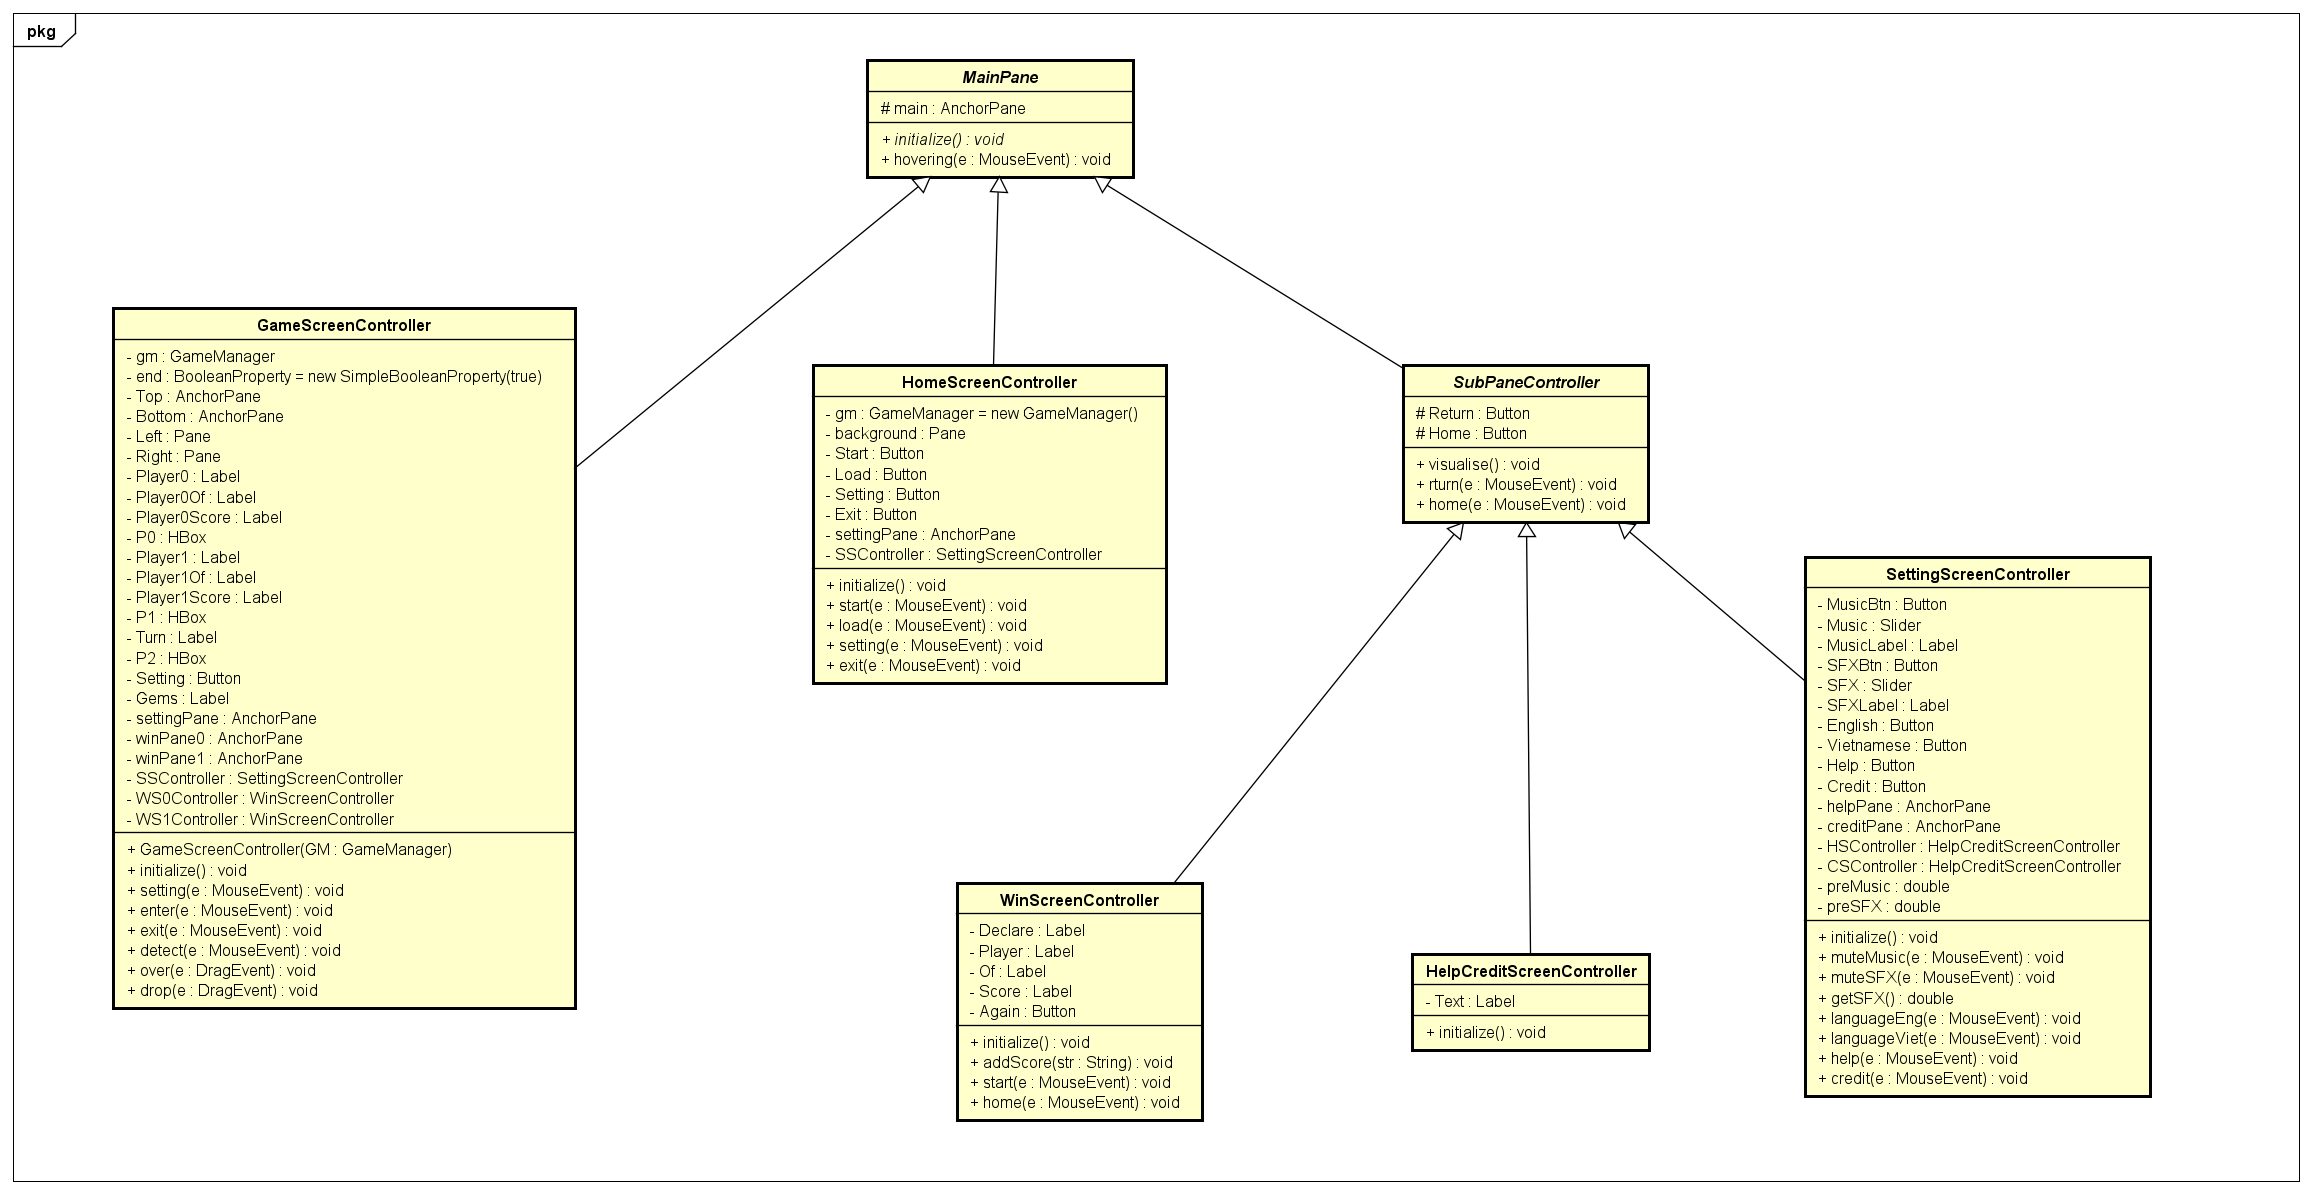 pkg
MainPane
# main : AnchorPane
+ initialize() : void
+ hovering(e : MouseEvent) : void
GameScreenController
- gm : GameManager
- end : BooleanProperty = new SimpleBooleanProperty(true)
- Top : AnchorPane
- Bottom : AnchorPane
- Left : Pane
- Right : Pane
- Player0 : Label
- Player0Of : Label
- Player0Score : Label
- P0 : HBox
- Player1 : Label
- Player1Of : Label
- Player1Score : Label
- P1 : HBox
- Turn : Label
- P2 : HBox
- Setting : Button
- Gems : Label
- settingPane : AnchorPane
- winPane0 : AnchorPane
- winPane1 : AnchorPane
- SSController : SettingScreenController
- WS0Controller : WinScreenController
- WS1Controller : WinScreenController
+ GameScreenController(GM : GameManager)
+ initialize() : void
+ setting(e : MouseEvent) : void
+ enter(e : MouseEvent) : void
+ exit(e : MouseEvent) : void
+ detect(e : MouseEvent) : void
+ over(e : DragEvent) : void
+ drop(e : DragEvent) : void
HomeScreenController
- gm : GameManager = new GameManager()
- background : Pane
- Start : Button
- Load : Button
- Setting : Button
- Exit : Button
- settingPane : AnchorPane
- SSController : SettingScreenController
+ initialize() : void
+ start(e : MouseEvent) : void
+ load(e : MouseEvent) : void
+ setting(e : MouseEvent) : void
+ exit(e : MouseEvent) : void
SubPaneController
# Return : Button
# Home : Button
+ visualise() : void
+ rturn(e : MouseEvent) : void
+ home(e : MouseEvent) : void
WinScreenController
- Declare : Label
- Player : Label
- Of : Label
- Score : Label
- Again : Button
+ initialize() : void
+ addScore(str : String) : void
+ start(e : MouseEvent) : void
+ home(e : MouseEvent) : void
HelpCreditScreenController
- Text : Label
+ initialize() : void
SettingScreenController
- MusicBtn : Button
- Music : Slider
- MusicLabel : Label
- SFXBtn : Button
- SFX : Slider
- SFXLabel : Label
- English : Button
- Vietnamese : Button
- Help : Button
- Credit : Button
- helpPane : AnchorPane
- creditPane : AnchorPane
- HSController : HelpCreditScreenController
- CSController : HelpCreditScreenController
- preMusic : double
- preSFX : double
+ initialize() : void
+ muteMusic(e : MouseEvent) : void
+ muteSFX(e : MouseEvent) : void
+ getSFX() : double
+ languageEng(e : MouseEvent) : void
+ languageViet(e : MouseEvent) : void
+ help(e : MouseEvent) : void
+ credit(e : MouseEvent) : void